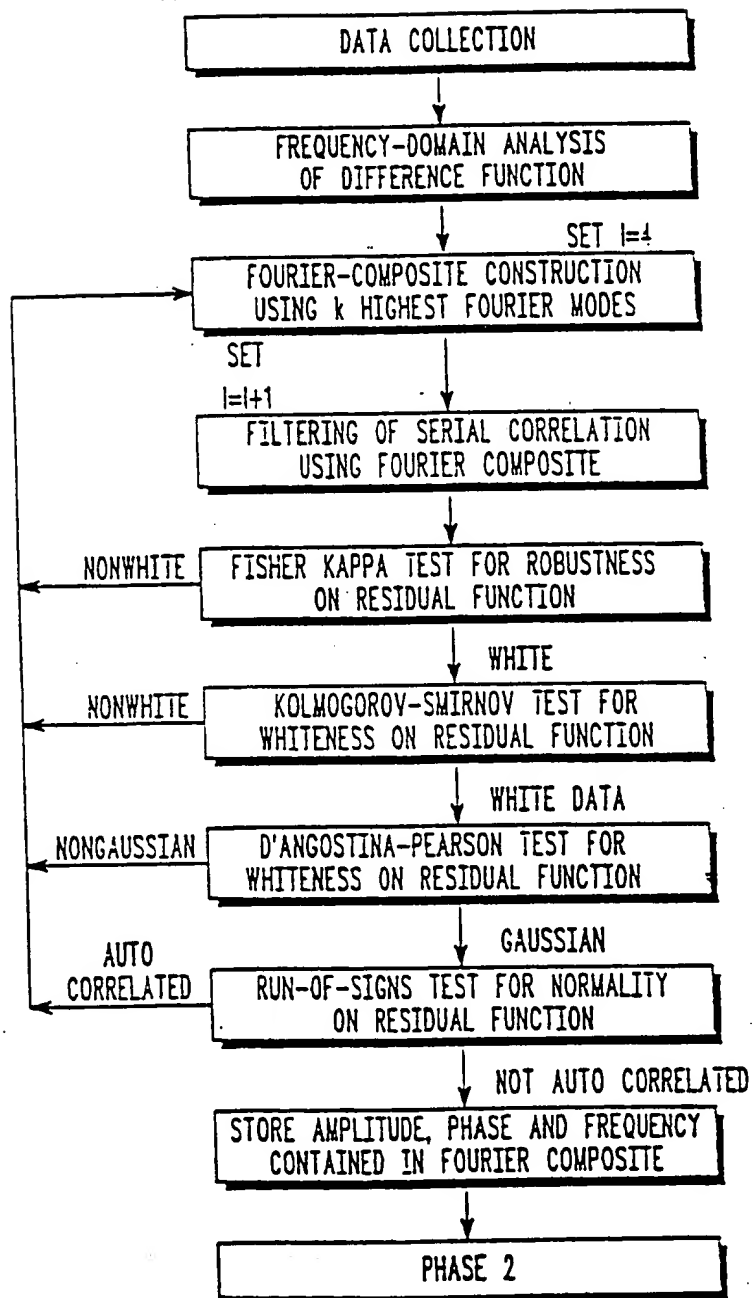 DATA COLLECTION
FREQUENCY-DOMAIN ANALYSIS
OF DIFFERENCE FUNCTION
SET I=1
FOURIER-COMPOSITE CONSTRUCTION
USING k HIGHEST FOURIER MODES
SET
I=I+1
FILTERING OF SERIAL CORRELATION
USING FOURIER COMPOSITE
NONWHITE
FISHER KAPPA TEST FOR ROBUSTNESS
ON RESIDUAL FUNCTION
WHITE
NONWHITE
KOLMOGOROV-SMIRNOV TEST FOR
WHITENESS ON RESIDUAL FUNCTION
WHITE DATA
NONGAUSSIAN
D'ANGOSTINA-PEARSON TEST FOR
WHITENESS ON RESIDUAL FUNCTION
GAUSSIAN
AUTO
CORRELATED
RUN-OF-SIGNS TEST FOR NORMALITY
ON RESIDUAL FUNCTION
NOT AUTO CORRELATED
STORE AMPLITUDE, PHASE AND FREQUENCY
CONTAINED IN FOURIER COMPOSITE
PHASE 2